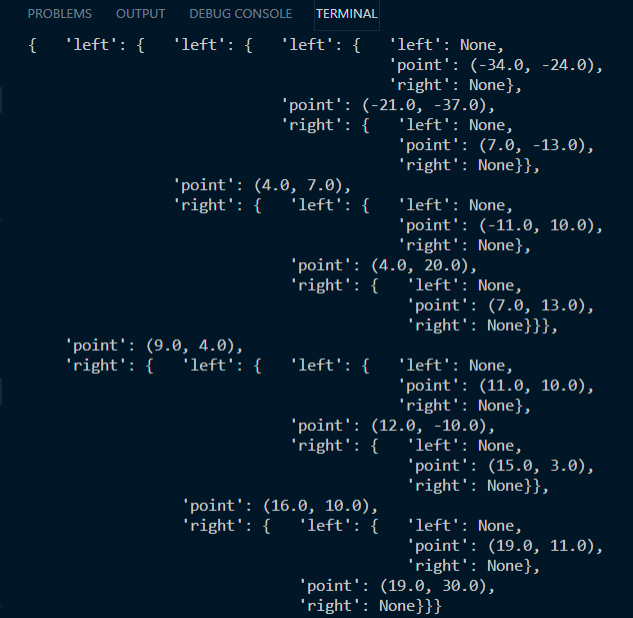 PROBLEMS OUTPUT DEBUG CONSOLE TERMINAL
{   'left': {   'left': {   'left': {   'left': None,
                                        'point': (-34.0, -24.0),
                                        'right': None},
                            'point': (-21.0, -37.0),
                            'right': {   'left': None,
                                         'point': (7.0, -13.0),
                                         'right': None}},
                'point': (4.0, 7.0),
                'right': {   'left': {   'left': None,
                                         'point': (-11.0, 10.0),
                                         'right': None},
                             'point': (4.0, 20.0),
                             'right': {   'left': None,
                                          'point': (7.0, 13.0),
                                          'right': None}}},
    'point': (9.0, 4.0),
    'right': {   'left': {   'left': {   'left': None,
                                         'point': (11.0, 10.0),
                                         'right': None},
                             'point': (12.0, -10.0),
                             'right': {   'left': None,
                                          'point': (15.0, 3.0),
                                          'right': None}},
                 'point': (16.0, 10.0),
                 'right': {   'left': {   'left': None,
                                          'point': (19.0, 11.0),
                                          'right': None},
                              'point': (19.0, 30.0),
                              'right': None}}}